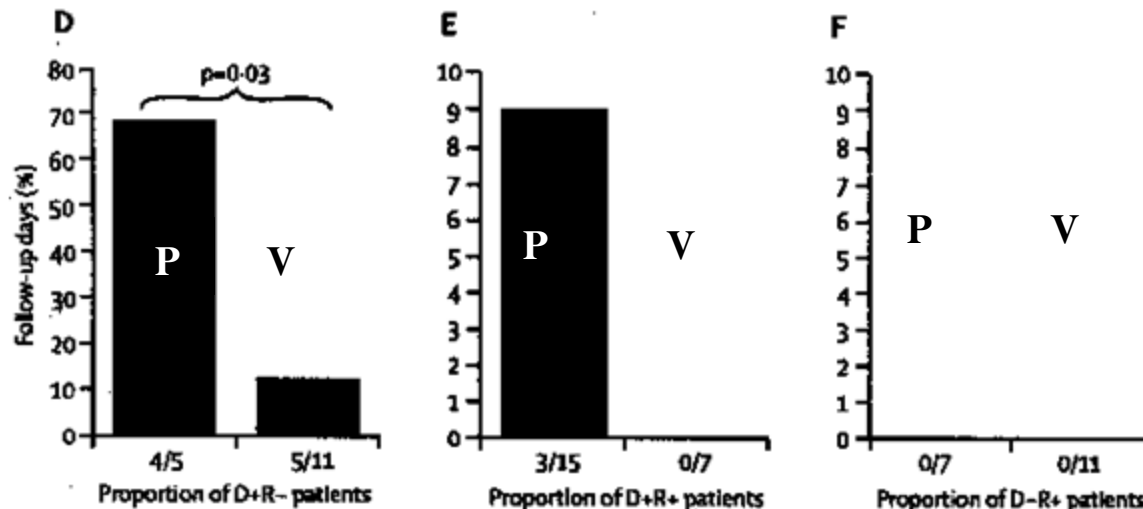 D
80
70
60
50
40
30
20
10
0
Follow-up days (%)
p=0·03
P
V
4/5
5/11
Proportion of D+R− patients
E
10
9
8
7
6
5
4
3
2
1
0
P
V
3/15
0/7
Proportion of D+R+ patients
F
10
9
8
7
6
5
4
3
2
1
0
P
V
0/7
0/11
Proportion of D−R+ patients